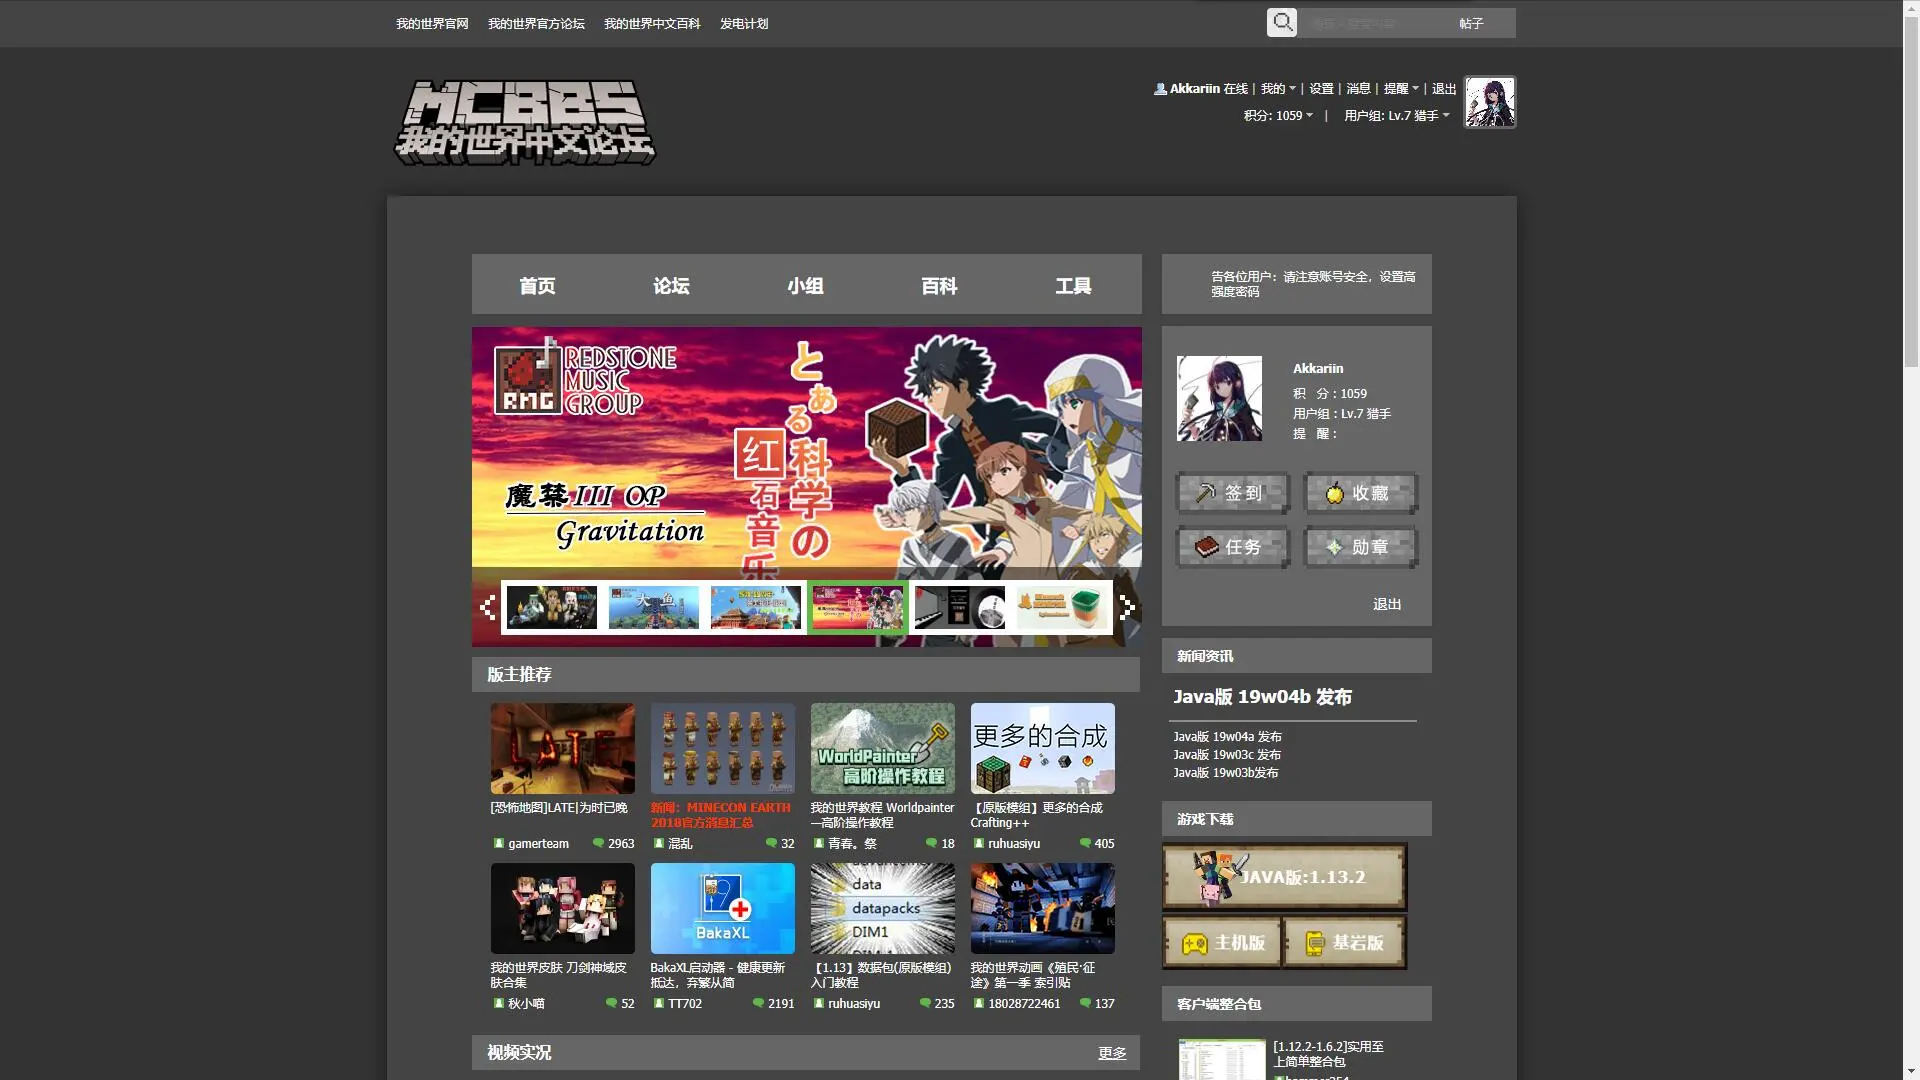 我的世界官网 我的世界官方论坛 我的世界中文百科 发电计划
帖子
MCBBS
我的世界中文论坛
Akkariin 在线 | 我的 | 设置 | 消息 | 提醒 | 退出
积分: 1059 | 用户组: Lv.7 猎手
首页 论坛 小组 百科 工具
告各位用户：请注意账号安全，设置高
强度密码
RMG
REDSTONE
MUSIC
GROUP
とある科学の
红石音乐
魔禁III OP
Gravitation
Akkariin
积 分 : 1059
用户组 : Lv.7 猎手
提 醒 :
签到 收藏
任务 勋章
退出
版主推荐
LATE
WorldPainter
高阶操作教程
更多的合成
[恐怖地图]LATE|为时已晚
gamerteam 2963
新闻：MINECON EARTH
2018官方消息汇总
混乱 32
我的世界教程 Worldpainter
—高阶操作教程
青春。祭 18
【原版模组】更多的合成
Crafting++
ruhuasiyu 405
BakaXL
data
datapacks
DIM1
我的世界皮肤 刀剑神域皮
肤合集
秋小喵 52
BakaXL启动器 - 健康更新
抵达，弃繁从简
TT702 2191
【1.13】数据包(原版模组)
入门教程
ruhuasiyu 235
我的世界动画《殖民·征
途》第一季 索引贴
18028722461 137
视频实况 更多
新闻资讯
Java版 19w04b 发布
Java版 19w04a 发布
Java版 19w03c 发布
Java版 19w03b发布
游戏下载
JAVA版:1.13.2
主机版 基岩版
客户端整合包
[1.12.2-1.6.2]实用至
上简单整合包